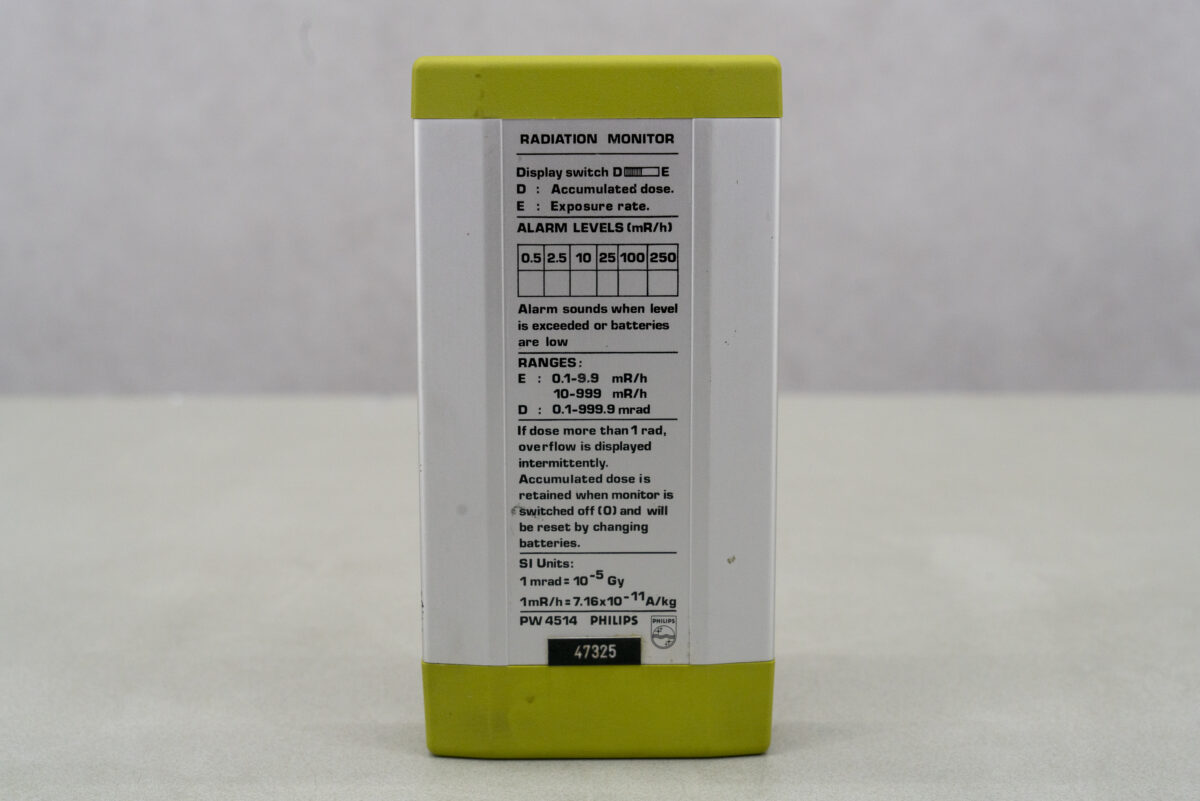 RADIATION MONITOR
Display switch D E
D : Accumulated dose.
E : Exposure rate.
ALARM LEVELS (mR/h)
0.5 2.5 10 25 100 250
Alarm sounds when level
is exceeded or batteries
are low
RANGES:
E : 0.1-9.9 mR/h
10-999 mR/h
D : 0.1-999.9 mrad
If dose more than 1 rad,
overflow is displayed
intermittently.
Accumulated dose is
retained when monitor is
switched off (0) and will
be reset by changing
batteries.
SI Units:
1 mrad = 10⁻⁵ Gy
1mR/h = 7.16x10⁻¹¹ A/kg
PW 4514 PHILIPS PHILIPS
47325